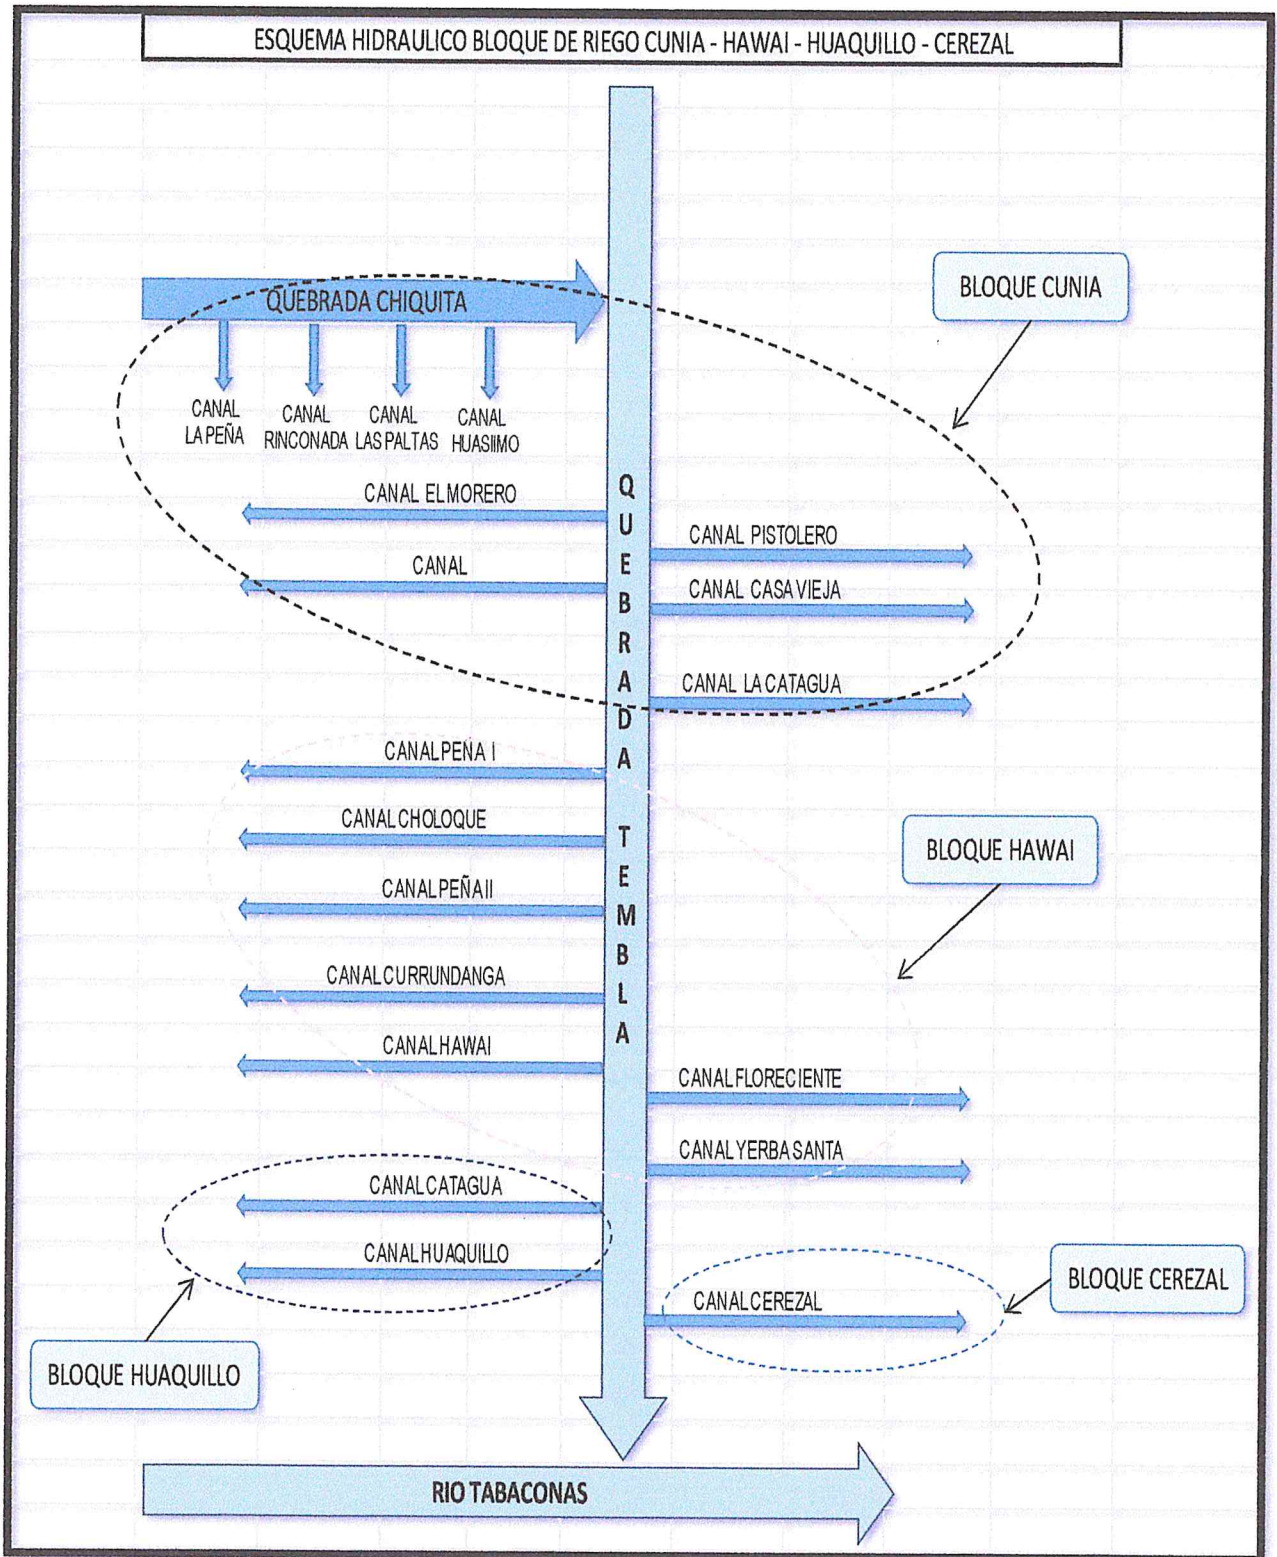 ESQUEMA HIDRAULICO BLOQUE DE RIEGO CUNIA - HAWAI - HUAQUILLO - CEREZAL
QUEBRADA CHIQUITA
BLOQUE CUNIA
CANAL
LA PEÑA
CANAL
RINCONADA
CANAL
LAS PALTAS
CANAL
HUASIIMO
QUEBRADA TEMBLA
CANAL EL MORERO
CANAL PISTOLERO
CANAL
CANAL CASA VIEJA
CANAL LA CATAGUA
CANAL PEÑA I
CANAL CHOLOQUE
BLOQUE HAWAI
CANAL PEÑA II
CANAL CURRUNDANGA
CANAL HAWAI
CANAL FLORECIENTE
CANAL YERBA SANTA
CANAL CATAGUA
CANAL HUAQUILLO
BLOQUE CEREZAL
CANAL CEREZAL
BLOQUE HUAQUILLO
RIO TABACONAS